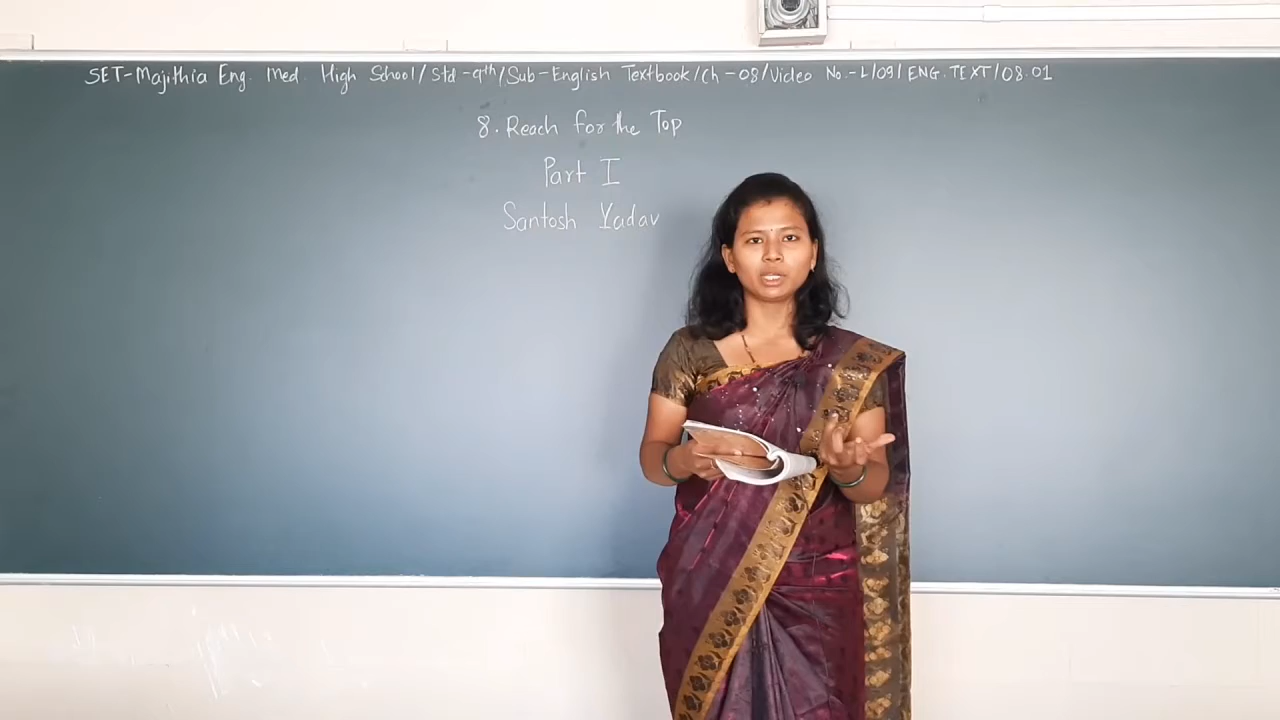 SET-Majithia Eng. Med. High School/Std-9th/Sub-English Textbook/Ch-08/Video No.-L/09/ENG.TEXT/08.01
8. Reach for the Top
Part I
Santosh Yadav